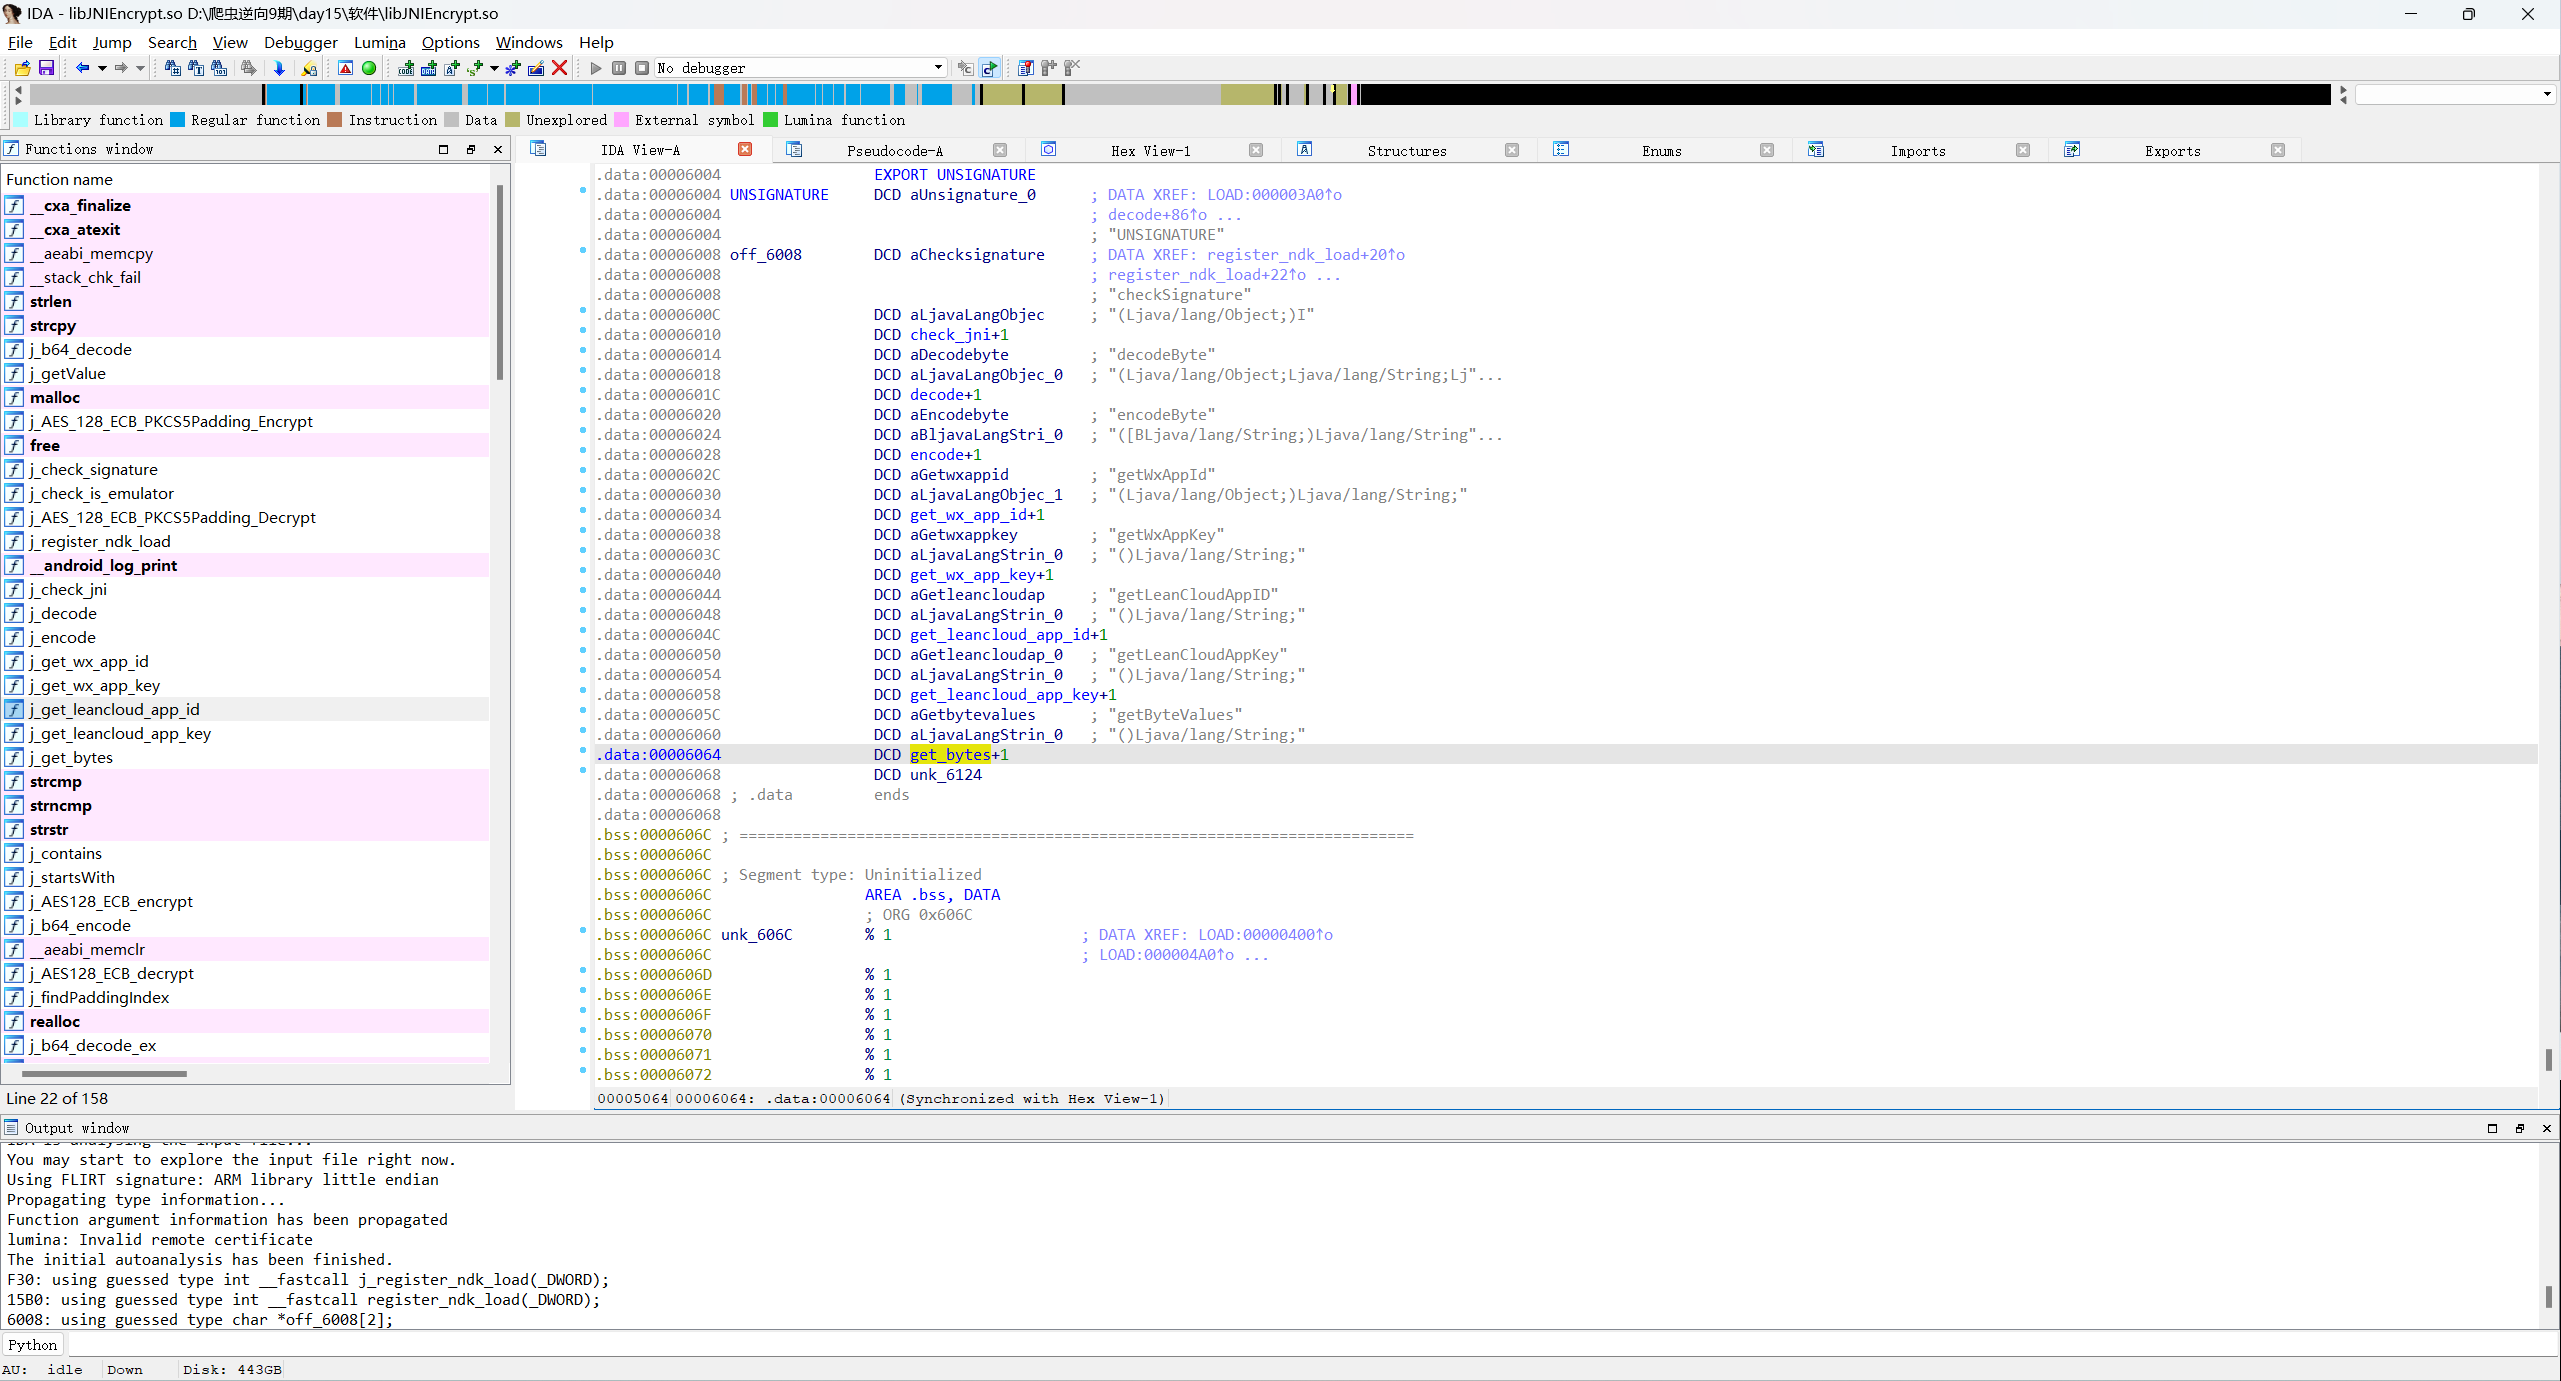 IDA - libJNIEncrypt.so D:\爬虫逆向9期\day15\软件\libJNIEncrypt.so
File Edit Jump Search View Debugger Lumina Options Windows Help
No debugger
Library function Regular function Instruction Data Unexplored External symbol Lumina function
Functions window
IDA View-A Pseudocode-A Hex View-1 Structures Enums Imports Exports
Function name
__cxa_finalize
__cxa_atexit
__aeabi_memcpy
__stack_chk_fail
strlen
strcpy
j_b64_decode
j_getValue
malloc
j_AES_128_ECB_PKCS5Padding_Encrypt
free
j_check_signature
j_check_is_emulator
j_AES_128_ECB_PKCS5Padding_Decrypt
j_register_ndk_load
__android_log_print
j_check_jni
j_decode
j_encode
j_get_wx_app_id
j_get_wx_app_key
j_get_leancloud_app_id
j_get_leancloud_app_key
j_get_bytes
strcmp
strncmp
strstr
j_contains
j_startsWith
j_AES128_ECB_encrypt
j_b64_encode
__aeabi_memclr
j_AES128_ECB_decrypt
j_findPaddingIndex
realloc
j_b64_decode_ex
Line 22 of 158
.data:00006004 EXPORT UNSIGNATURE
.data:00006004 UNSIGNATURE DCD aUnsignature_0 ; DATA XREF: LOAD:000003A0↑o
.data:00006004 ; decode+86↑o ...
.data:00006004 ; "UNSIGNATURE"
.data:00006008 off_6008 DCD aChecksignature ; DATA XREF: register_ndk_load+20↑o
.data:00006008 ; register_ndk_load+22↑o ...
.data:00006008 ; "checkSignature"
.data:0000600C DCD aLjavaLangObjec ; "(Ljava/lang/Object;)I"
.data:00006010 DCD check_jni+1
.data:00006014 DCD aDecodebyte ; "decodeByte"
.data:00006018 DCD aLjavaLangObjec_0 ; "(Ljava/lang/Object;Ljava/lang/String;Lj"...
.data:0000601C DCD decode+1
.data:00006020 DCD aEncodebyte ; "encodeByte"
.data:00006024 DCD aBljavaLangStri_0 ; "([BLjava/lang/String;)Ljava/lang/String"...
.data:00006028 DCD encode+1
.data:0000602C DCD aGetwxappid ; "getWxAppId"
.data:00006030 DCD aLjavaLangObjec_1 ; "(Ljava/lang/Object;)Ljava/lang/String;"
.data:00006034 DCD get_wx_app_id+1
.data:00006038 DCD aGetwxappkey ; "getWxAppKey"
.data:0000603C DCD aLjavaLangStrin_0 ; "()Ljava/lang/String;"
.data:00006040 DCD get_wx_app_key+1
.data:00006044 DCD aGetleancloudap ; "getLeanCloudAppID"
.data:00006048 DCD aLjavaLangStrin_0 ; "()Ljava/lang/String;"
.data:0000604C DCD get_leancloud_app_id+1
.data:00006050 DCD aGetleancloudap_0 ; "getLeanCloudAppKey"
.data:00006054 DCD aLjavaLangStrin_0 ; "()Ljava/lang/String;"
.data:00006058 DCD get_leancloud_app_key+1
.data:0000605C DCD aGetbytevalues ; "getByteValues"
.data:00006060 DCD aLjavaLangStrin_0 ; "()Ljava/lang/String;"
.data:00006064 DCD get_bytes+1
.data:00006068 DCD unk_6124
.data:00006068 ; .data ends
.data:00006068
.bss:0000606C ; ===========================================================================
.bss:0000606C
.bss:0000606C ; Segment type: Uninitialized
.bss:0000606C AREA .bss, DATA
.bss:0000606C ; ORG 0x606C
.bss:0000606C unk_606C % 1 ; DATA XREF: LOAD:00000400↑o
.bss:0000606C ; LOAD:000004A0↑o ...
.bss:0000606D % 1
.bss:0000606E % 1
.bss:0000606F % 1
.bss:00006070 % 1
.bss:00006071 % 1
.bss:00006072 % 1
00005064 00006064: .data:00006064 (Synchronized with Hex View-1)
Output window
IDA is analysing the input file...
You may start to explore the input file right now.
Using FLIRT signature: ARM library little endian
Propagating type information...
Function argument information has been propagated
lumina: Invalid remote certificate
The initial autoanalysis has been finished.
F30: using guessed type int __fastcall j_register_ndk_load(_DWORD);
15B0: using guessed type int __fastcall register_ndk_load(_DWORD);
6008: using guessed type char *off_6008[2];
Python
AU: idle Down Disk: 443GB